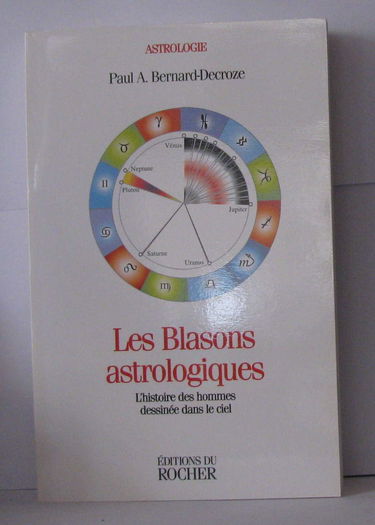 ASTROLOGIE
Paul A. Bernard-Decroze
Vénus
Neptune
Pluton
Jupiter
Saturne
Uranus
Les Blasons
astrologiques
L'histoire des hommes
dessinée dans le ciel
ÉDITIONS DU
ROCHER